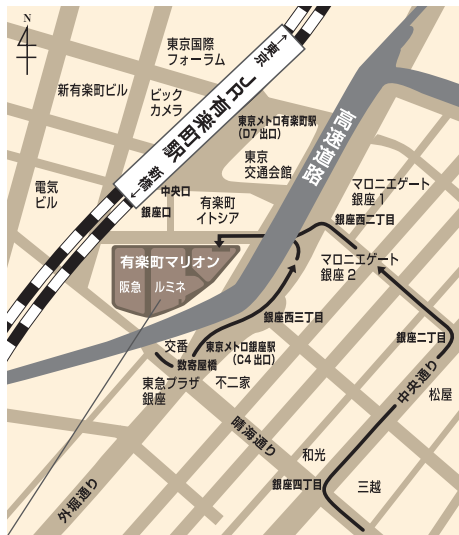 N
東京国際
フォーラム
←東京
JR有楽町駅
新橋→
新有楽町ビル
ビック
カメラ
東京メトロ有楽町駅
（D7出口）
高速道路
東京
交通会館
電気
ビル
中央口
銀座口
有楽町
イトシア
マロニエゲート
銀座1
銀座西二丁目
有楽町マリオン
阪急
ルミネ
マロニエゲート
銀座2
銀座西三丁目
銀座二丁目
交番
東京メトロ銀座駅
（C4出口）
数寄屋橋
東急プラザ
銀座
不二家
中央通り
松屋
晴海通り
和光
銀座四丁目
三越
外堀通り